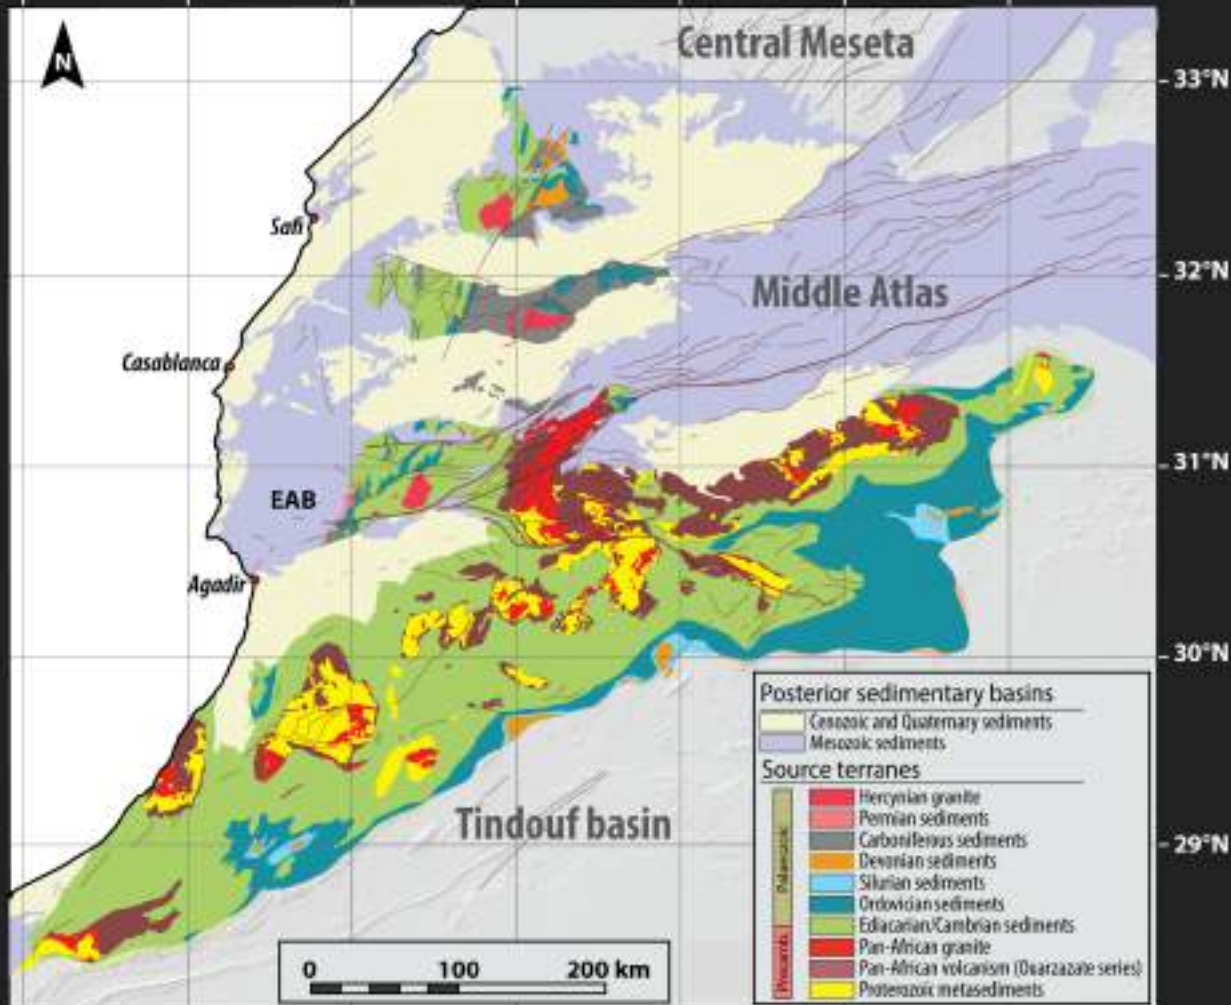 N
Central Meseta
33°N
Safi
32°N
Middle Atlas
Casablanca
31°N
EAB
Agadir
30°N
Posterior sedimentary basins
Cenozoic and Quaternary sediments
Mesozoic sediments
Source terranes
Palaeozoic
Hercynian granite
Permian sediments
Carboniferous sediments
Devonian sediments
Silurian sediments
Ordovician sediments
Ediacarian/Cambrian sediments
Precamb.
Pan-African granite
Pan-African volcanism (Ouarzazate series)
Proterozoic metasediments
Tindouf basin
29°N
0 100 200 km